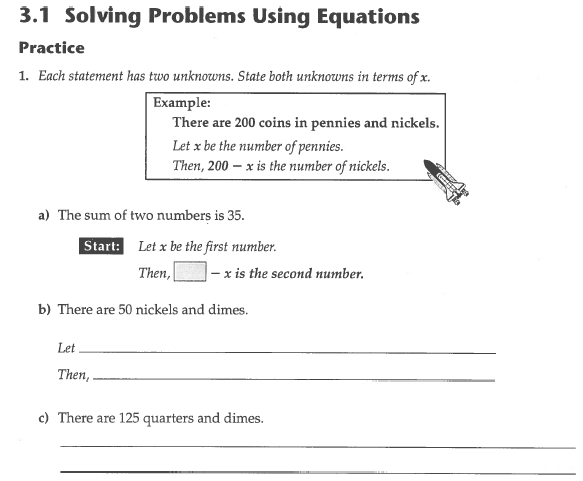 3.1 Solving Problems Using Equations
Practice
1. Each statement has two unknowns. State both unknowns in terms of x.
Example:
There are 200 coins in pennies and nickels.
Let x be the number of pennies.
Then, 200 − x is the number of nickels.
a) The sum of two numbers is 35.
Start: Let x be the first number.
Then, − x is the second number.
b) There are 50 nickels and dimes.
Let
Then,
c) There are 125 quarters and dimes.